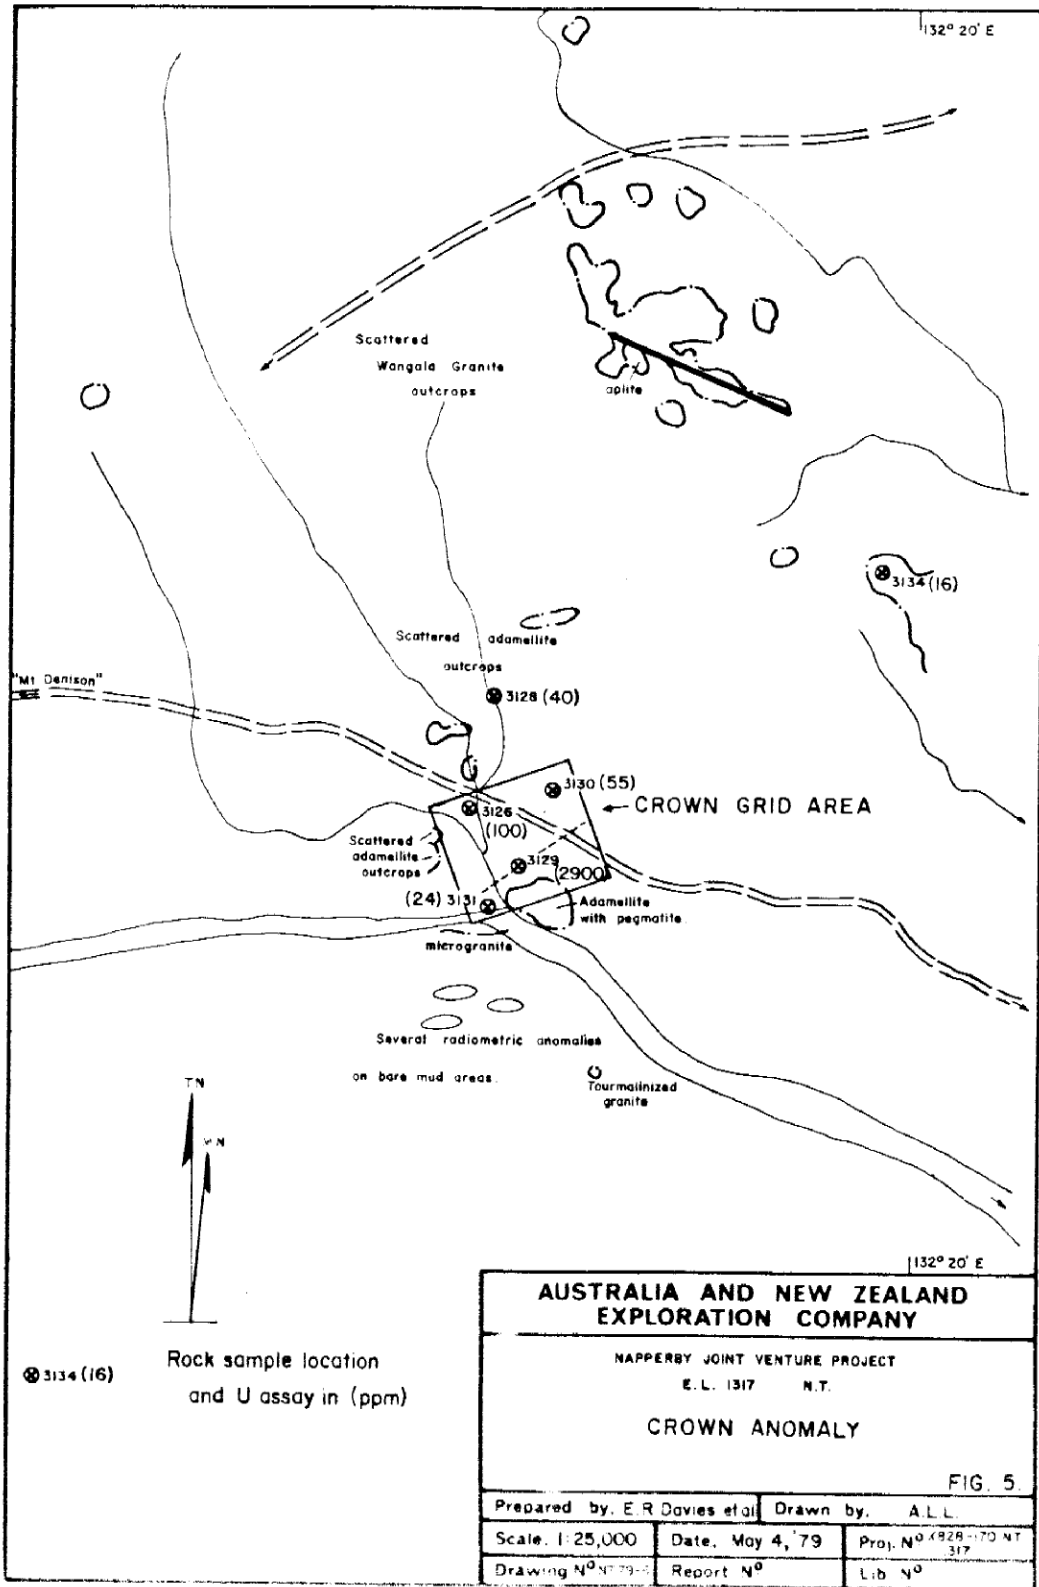 132° 20' E
Scattered
Wangala Granite
outcrops
aplite
3134 (16)
Scattered adamellite
outcrops
"Mt Denison"
3128 (40)
3130 (55)
CROWN GRID AREA
3126
(100)
Scattered
adamellite
outcrops
3129
(2900)
(24) 3131
Adamellite
with pegmatite.
microgranite
Several radiometric anomalies
on bare mud areas.
Tourmalinized
granite
TN
MN
132° 20' E
3134 (16)
Rock sample location
and U assay in (ppm)
AUSTRALIA AND NEW ZEALAND
EXPLORATION COMPANY
NAPPERBY JOINT VENTURE PROJECT
E.L. 1317 N.T.
CROWN ANOMALY
FIG. 5.
Prepared by. E.R Davies et al Drawn by. A.L.L.
Scale. 1:25,000 Date. May 4, '79 Proj. Nº
317
Drawing Nº Report Nº Lib Nº